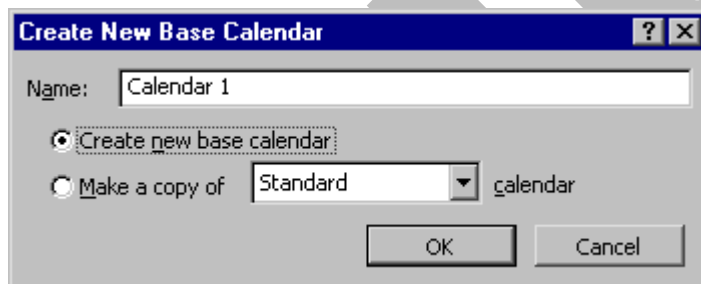 Create New Base Calendar
Name: Calendar 1
Create new base calendar
Make a copy of Standard calendar
OK Cancel